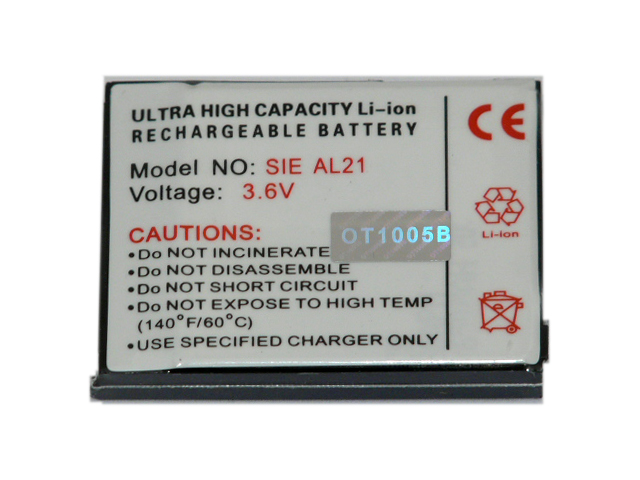 ULTRA HIGH CAPACITY Li-ion
RECHARGEABLE BATTERY
Model NO: SIE AL21
Voltage: 3.6V
CE
Li-ion
OT1005B
CAUTIONS:
•Do NOT INCINERATE
•Do NOT DISASSEMBLE
•Do NOT SHORT CIRCUIT
•Do NOT EXPOSE TO HIGH TEMP
(140°F/60°C)
•USE SPECIFIED CHARGER ONLY